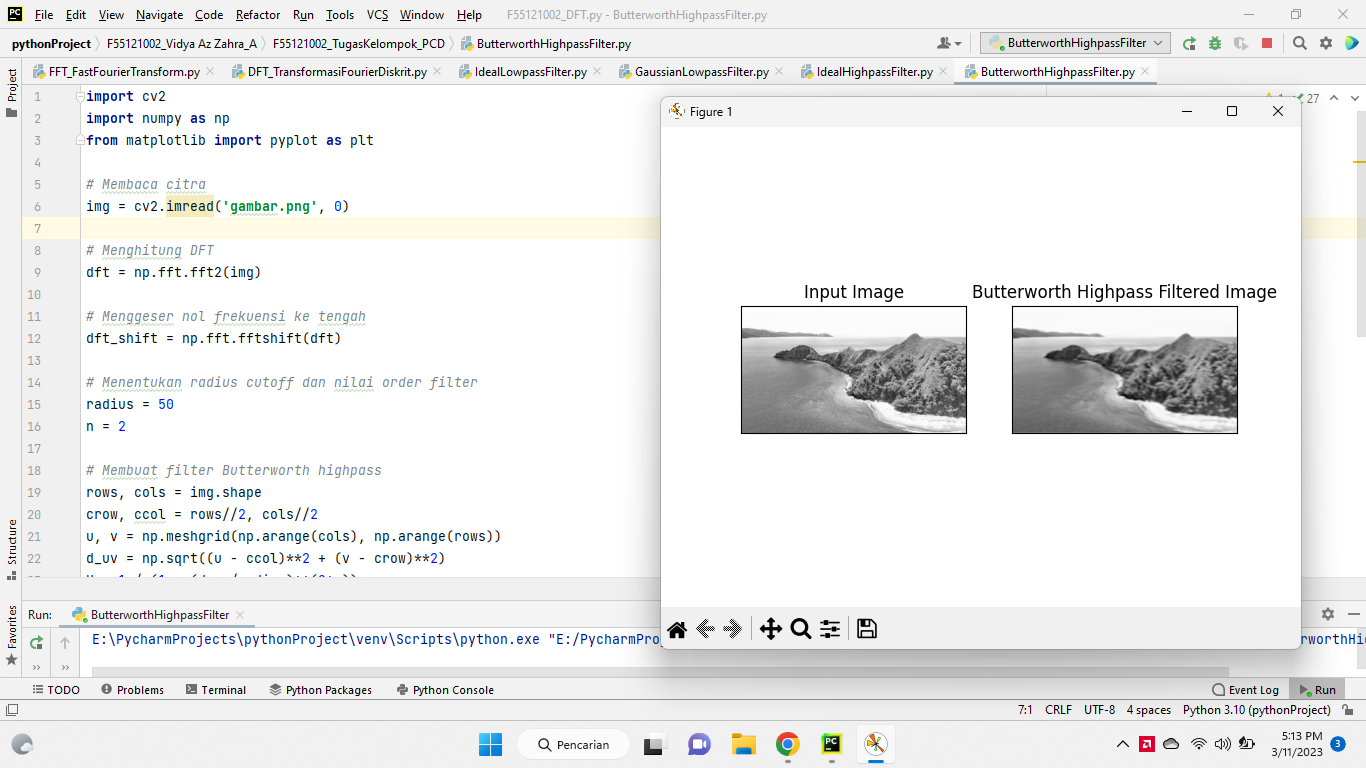 File Edit View Navigate Code Refactor Run Tools VCS Window Help F55121002_DFT.py - ButterworthHighpassFilter.py
pythonProject F55121002_Vidya Az Zahra_A F55121002_TugasKelompok_PCD ButterworthHighpassFilter.py ButterworthHighpassFilter
FFT_FastFourierTransform.py DFT_TransformasiFourierDiskrit.py IdealLowpassFilter.py GaussianLowpassFilter.py IdealHighpassFilter.py ButterworthHighpassFilter.py
Project
Structure
Favorites
1 import cv2
2 import numpy as np
3 from matplotlib import pyplot as plt
4
5 # Membaca citra
6 img = cv2.imread('gambar.png', 0)
7
8 # Menghitung DFT
9 dft = np.fft.fft2(img)
10
11 # Menggeser nol frekuensi ke tengah
12 dft_shift = np.fft.fftshift(dft)
13
14 # Menentukan radius cutoff dan nilai order filter
15 radius = 50
16 n = 2
17
18 # Membuat filter Butterworth highpass
19 rows, cols = img.shape
20 crow, ccol = rows//2, cols//2
21 u, v = np.meshgrid(np.arange(cols), np.arange(rows))
22 d_uv = np.sqrt((u - ccol)**2 + (v - crow)**2)
27
Figure 1
Input Image
Butterworth Highpass Filtered Image
Run: ButterworthHighpassFilter
E:\PycharmProjects\pythonProject\venv\Scripts\python.exe "E:/PycharmPro
TODO Problems Terminal Python Packages Python Console Event Log Run
7:1 CRLF UTF-8 4 spaces Python 3.10 (pythonProject)
Pencarian
5:13 PM
3/11/2023
3